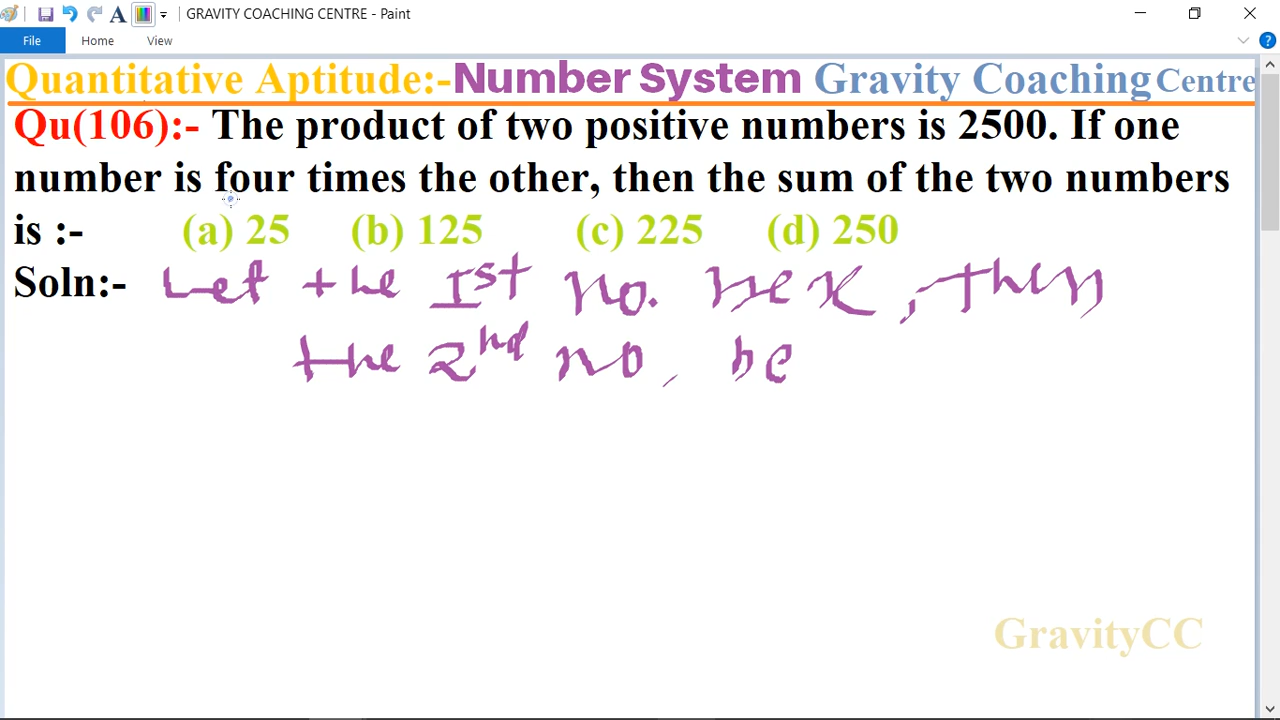 GRAVITY COACHING CENTRE - Paint
File Home View
Quantitative Aptitude:-Number System Gravity Coaching Centre
Qu(106):- The product of two positive numbers is 2500. If one
number is four times the other, then the sum of the two numbers
is :- (a) 25 (b) 125 (c) 225 (d) 250
Soln:- Let the Ist no. be x, then
the 2nd no. be
GravityCC